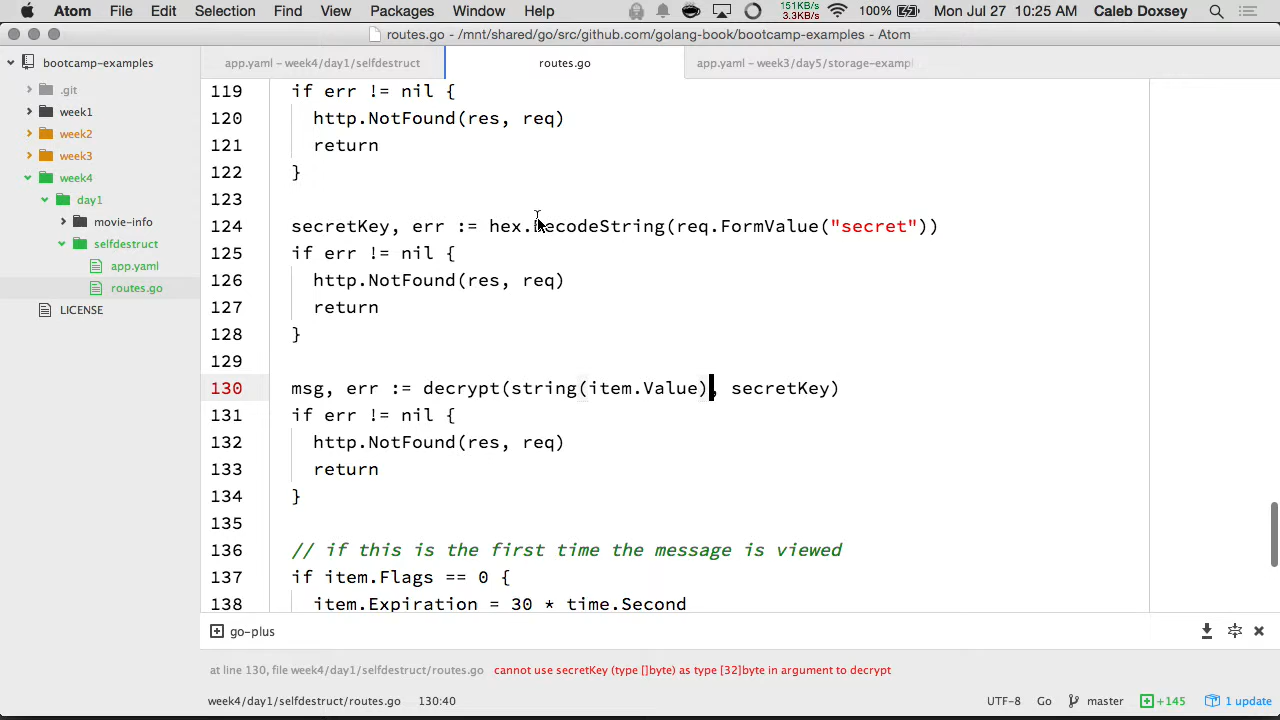 Atom File Edit Selection Find View Packages Window Help 151KB/s 3.3KB/s 100% Mon Jul 27 10:25 AM Caleb Doxsey
routes.go - /mnt/shared/go/src/github.com/golang-book/bootcamp-examples - Atom
bootcamp-examples
.git
week1
week2
week3
week4
day1
movie-info
selfdestruct
app.yaml
routes.go
LICENSE
app.yaml – week4/day1/selfdestruct routes.go app.yaml – week3/day5/storage-exampl
119 if err != nil {
120 http.NotFound(res, req)
121 return
122 }
123
124 secretKey, err := hex.DecodeString(req.FormValue("secret"))
125 if err != nil {
126 http.NotFound(res, req)
127 return
128 }
129
130 msg, err := decrypt(string(item.Value), secretKey)
131 if err != nil {
132 http.NotFound(res, req)
133 return
134 }
135
136 // if this is the first time the message is viewed
137 if item.Flags == 0 {
138 item.Expiration = 30 * time.Second
go-plus
at line 130, file week4/day1/selfdestruct/routes.go cannot use secretKey (type []byte) as type [32]byte in argument to decrypt
week4/day1/selfdestruct/routes.go 130:40 UTF-8 Go master +145 1 update